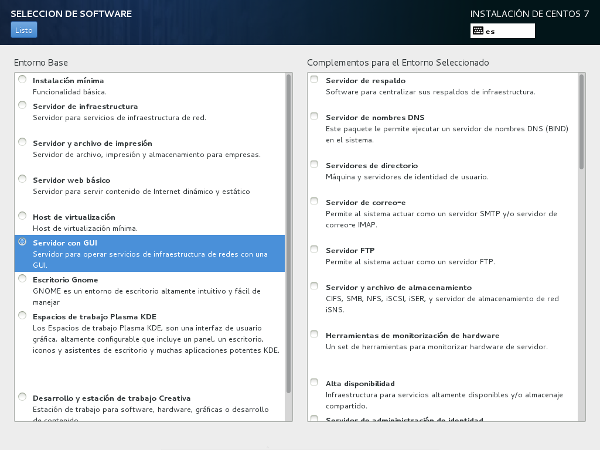 SELECCION DE SOFTWARE
INSTALACIÓN DE CENTOS 7
Listo
es
Entorno Base
Instalación mínima
Funcionalidad básica.
Servidor de infraestructura
Servidor para servicios de infraestructura de red.
Servidor y archivo de impresión
Servidor de archivo, impresión y almacenamiento para empresas.
Servidor web básico
Servidor para servir contenido de Internet dinámico y estático
Host de virtualización
Host de virtualización mínima.
Servidor con GUI
Servidor para operar servicios de infraestructura de redes con una
GUI.
Escritorio Gnome
GNOME es un entorno de escritorio altamente intuitivo y fácil de
manejar
Espacios de trabajo Plasma KDE
Los Espacios de trabajo Plasma KDE, son una interfaz de usuario
gráfica, altamente configurable que incluye un panel, un escritorio,
iconos y asistentes de escritorio y muchas aplicaciones potentes KDE.
Desarrollo y estación de trabajo Creativa
Estación de trabajo para software, hardware, gráficas o desarrollo
de contenido.
Complementos para el Entorno Seleccionado
Servidor de respaldo
Software para centralizar sus respaldos de infraestructura.
Servidor de nombres DNS
Este paquete le permite ejecutar un servidor de nombres DNS (BIND)
en el sistema.
Servidores de directorio
Máquina y servidores de identidad de usuario.
Servidor de correo-e
Permite al sistema actuar como un servidor SMTP y/o servidor de
correo-e IMAP.
Servidor FTP
Permite al sistema actuar como un servidor FTP.
Servidor y archivo de almacenamiento
CIFS, SMB, NFS, iSCSI, iSER, y servidor de almacenamiento de red
iSNS.
Herramientas de monitorización de hardware
Un set de herramientas para monitorizar hardware de servidor.
Alta disponibilidad
Infraestructura para servicios altamente disponibles y/o almacenaje
compartido.
Servidor de administración de identidad